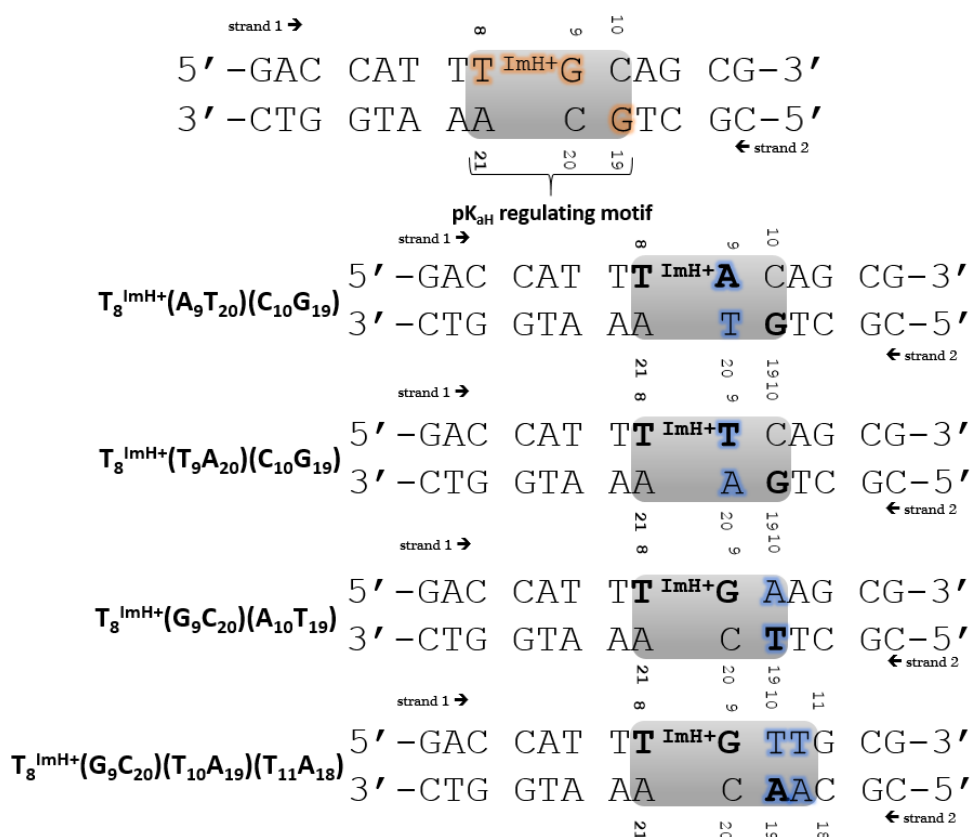 strand 1 → 8 9 10
5′-GAC CAT TT ImH+ G CAG CG-3′
3′-CTG GTA AA C GTC GC-5′
← strand 2
21 20 19
pKaH regulating motif
strand 1 → 8 9 10
5′-GAC CAT TT ImH+ A CAG CG-3′
T8ImH+(A9T20)(C10G19)
3′-CTG GTA AA T GTC GC-5′
← strand 2
21 20 19
strand 1 → 8 9 10
5′-GAC CAT TT ImH+ T CAG CG-3′
T8ImH+(T9A20)(C10G19)
3′-CTG GTA AA A GTC GC-5′
← strand 2
21 20 19
strand 1 → 8 9 10
5′-GAC CAT TT ImH+ G AAG CG-3′
T8ImH+(G9C20)(A10T19)
3′-CTG GTA AA C TTC GC-5′
← strand 2
21 20 19
strand 1 → 8 9 10 11
5′-GAC CAT TT ImH+ G TTG CG-3′
T8ImH+(G9C20)(T10A19)(T11A18)
3′-CTG GTA AA C AAC GC-5′
← strand 2
21 20 19 18